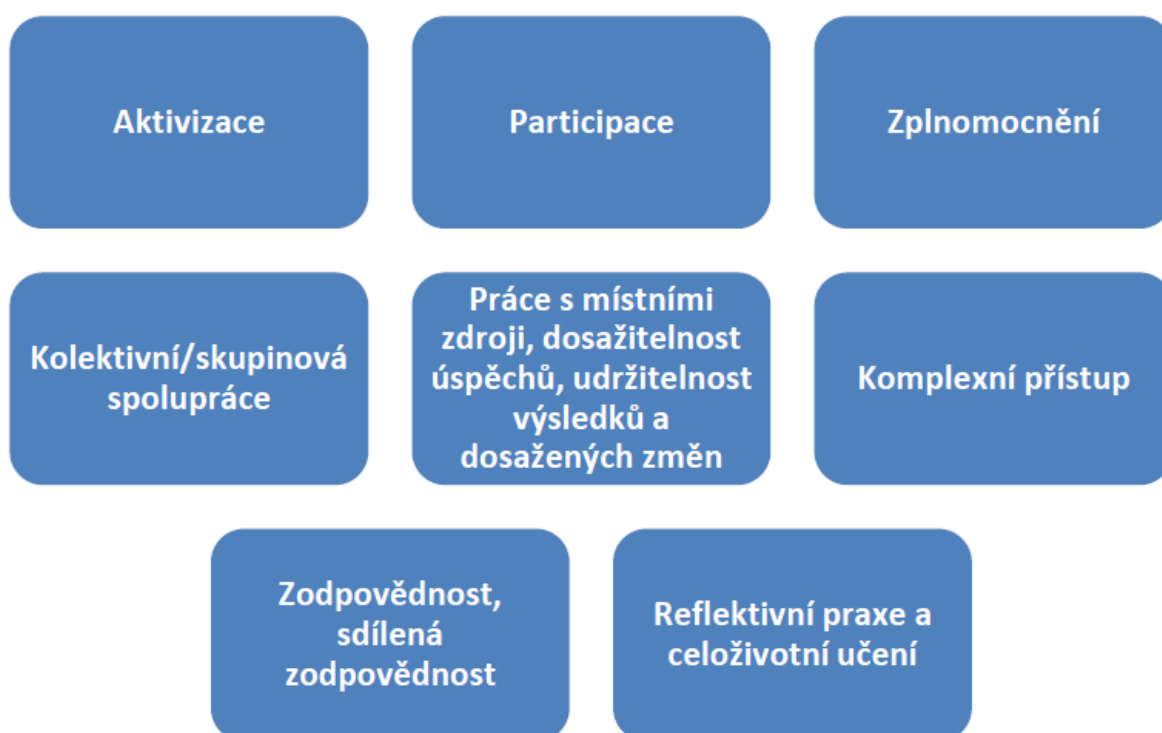 Aktivizace
Participace
Zplnomocnění
Kolektivní/skupinová
spolupráce
Práce s místními
zdroji, dosažitelnost
úspěchů, udržitelnost
výsledků a
dosažených změn
Komplexní přístup
Zodpovědnost,
sdílená
zodpovědnost
Reflektivní praxe a
celoživotní učení